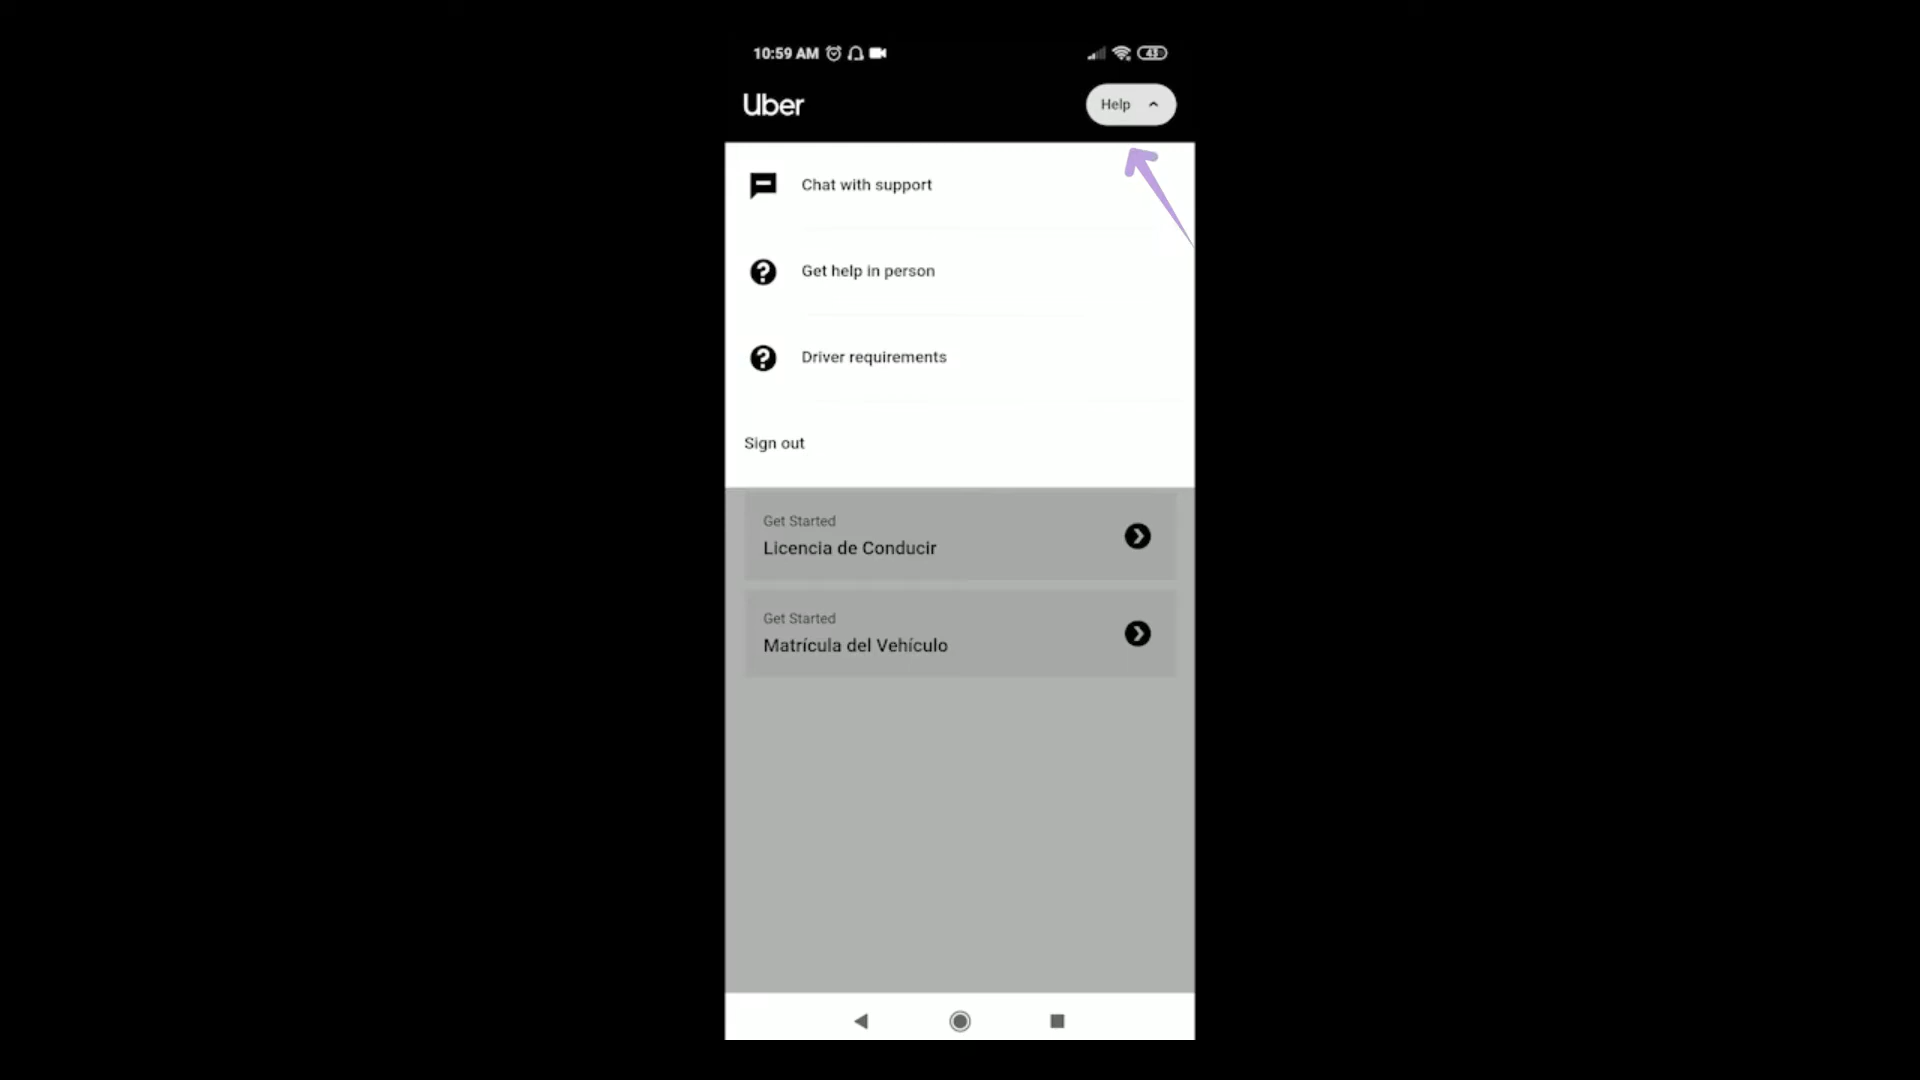 10:59 AM
43
Uber
Help
Chat with support
Get help in person
Driver requirements
Sign out
Get Started
Licencia de Conducir
Get Started
Matrícula del Vehículo